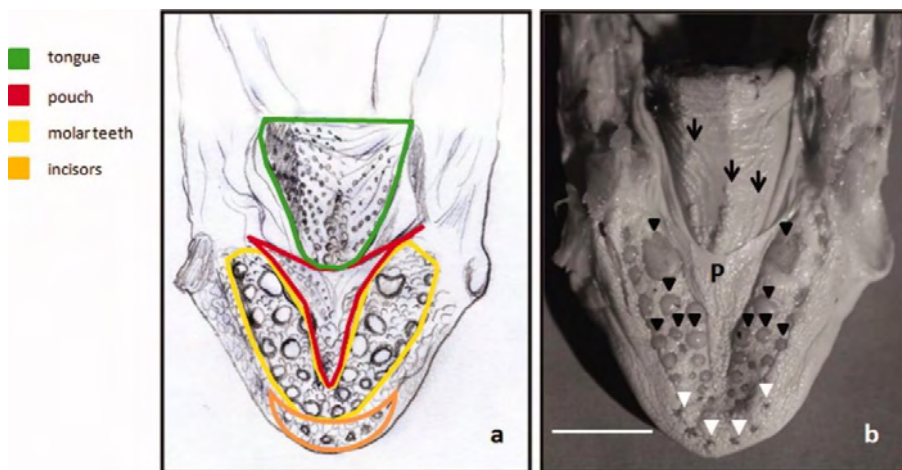 tongue
pouch
molar teeth
incisors
a
P
b